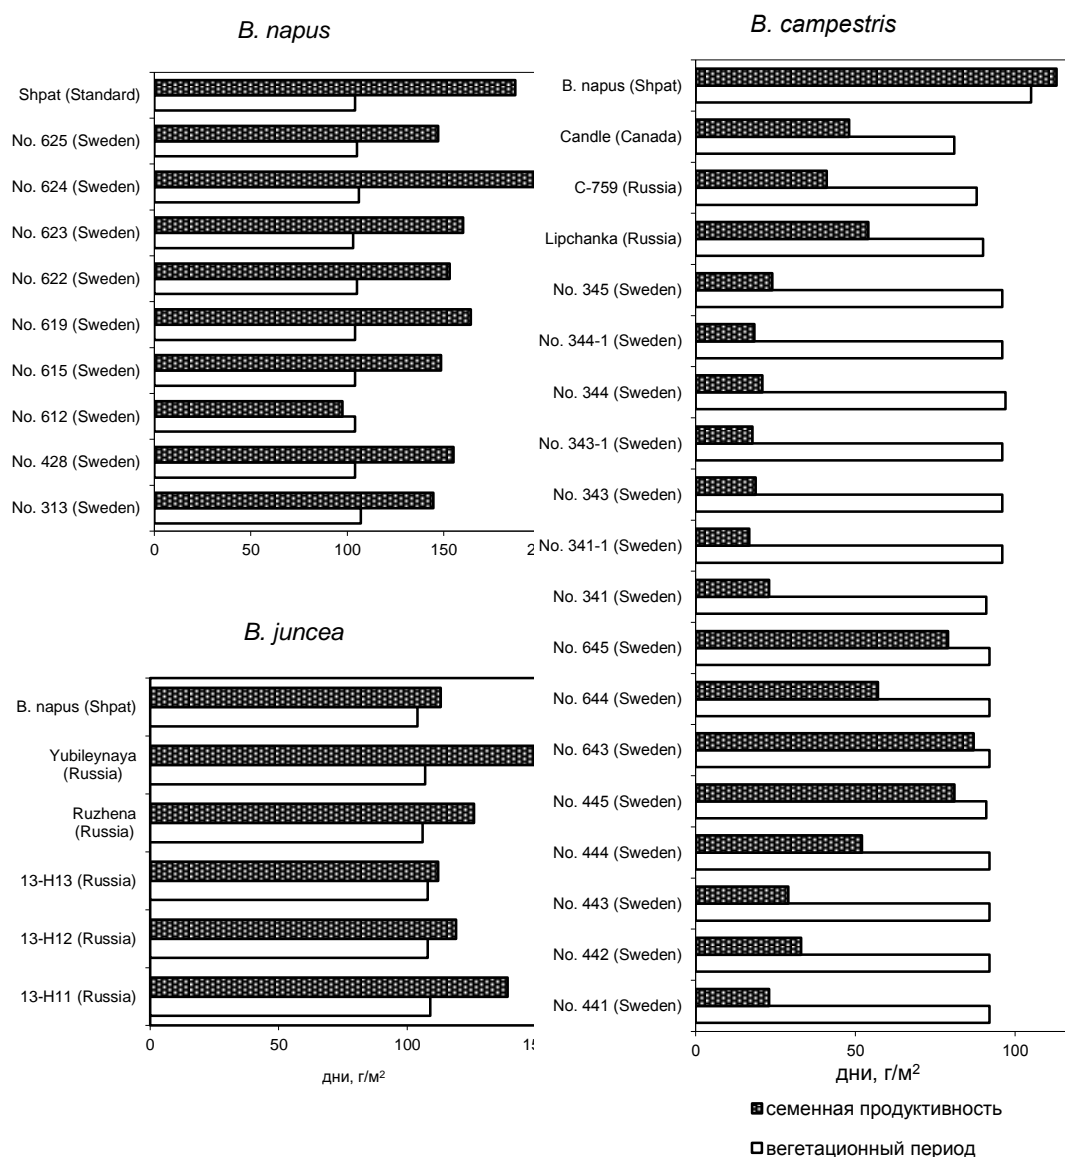 B. napus
Shpat (Standard)
No. 625 (Sweden)
No. 624 (Sweden)
No. 623 (Sweden)
No. 622 (Sweden)
No. 619 (Sweden)
No. 615 (Sweden)
No. 612 (Sweden)
No. 428 (Sweden)
No. 313 (Sweden)
0 50 100 150
B. juncea
B. napus (Shpat)
Yubileynaya
(Russia)
Ruzhena
(Russia)
13-H13 (Russia)
13-H12 (Russia)
13-H11 (Russia)
0 50 100
дни, г/м²
B. campestris
B. napus (Shpat)
Candle (Canada)
C-759 (Russia)
Lipchanka (Russia)
No. 345 (Sweden)
No. 344-1 (Sweden)
No. 344 (Sweden)
No. 343-1 (Sweden)
No. 343 (Sweden)
No. 341-1 (Sweden)
No. 341 (Sweden)
No. 645 (Sweden)
No. 644 (Sweden)
No. 643 (Sweden)
No. 445 (Sweden)
No. 444 (Sweden)
No. 443 (Sweden)
No. 442 (Sweden)
No. 441 (Sweden)
0 50 100
дни, г/м²
семенная продуктивность
вегетационный период